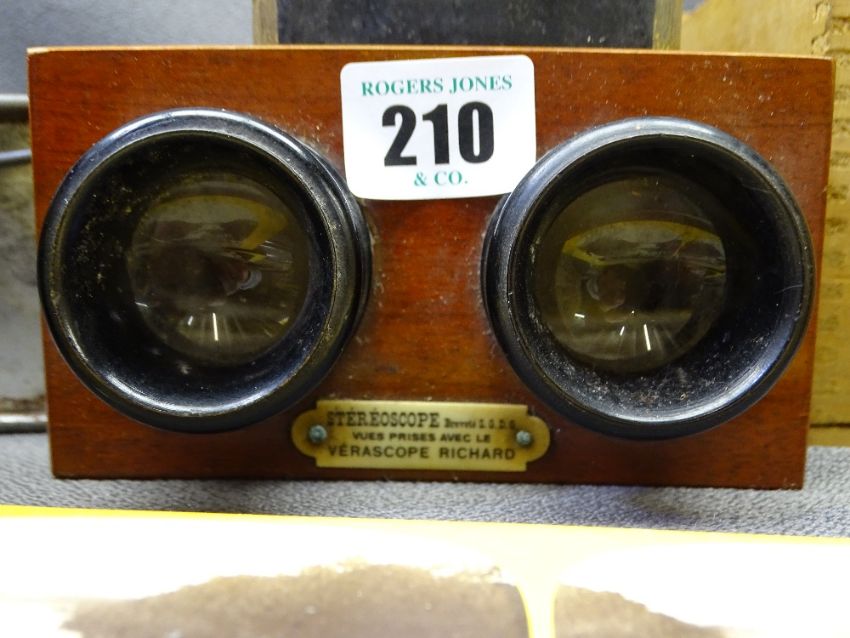 ROGERS JONES
210
& CO.
STÉRÉOSCOPE Breveté S.G.D.G.
VUES PRISES AVEC LE
VÉRASCOPE RICHARD